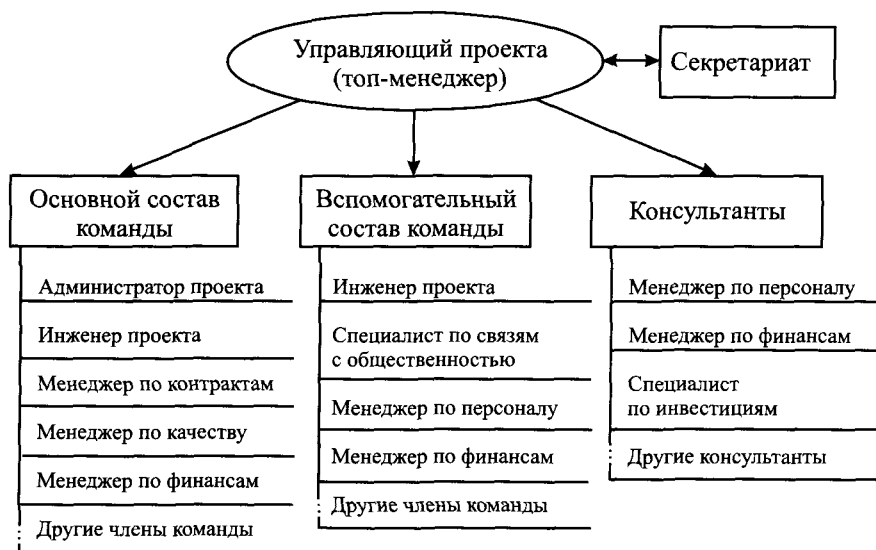 Управляющий проекта
(топ-менеджер)
Секретариат
Основной состав
команды
Администратор проекта
Инженер проекта
Менеджер по контрактам
Менеджер по качеству
Менеджер по финансам
Другие члены команды
Вспомогательный
состав команды
Инженер проекта
Специалист по связям
с общественностью
Менеджер по персоналу
Менеджер по финансам
Другие члены команды
Консультанты
Менеджер по персоналу
Менеджер по финансам
Специалист
по инвестициям
Другие консультанты